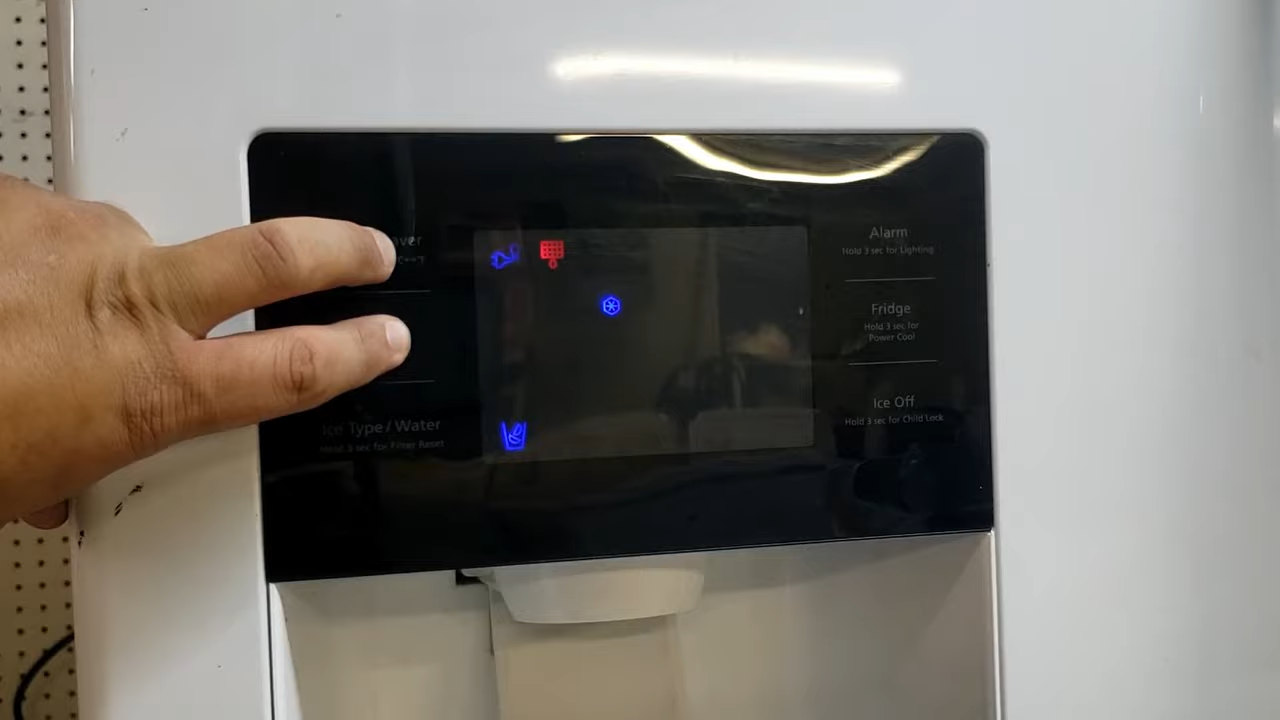 Alarm
Hold 3 sec for Lighting
Fridge
Hold 3 sec for
Power Cool
Ice Type / Water
Hold 3 sec for Filter Reset
Ice Off
Hold 3 sec for Child Lock